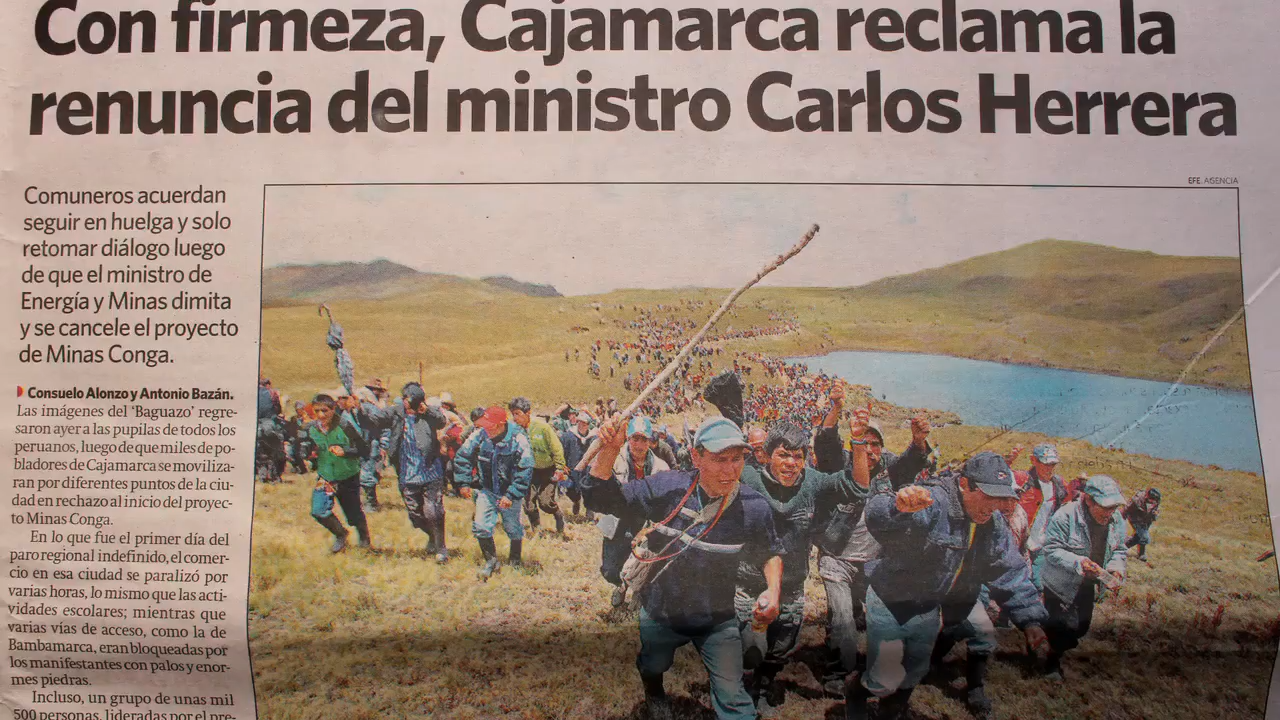 Con firmeza, Cajamarca reclama la
renuncia del ministro Carlos Herrera
EFE. AGENCIA
Comuneros acuerdan
seguir en huelga y solo
retomar diálogo luego
de que el ministro de
Energía y Minas dimita
y se cancele el proyecto
de Minas Conga.
Consuelo Alonzo y Antonio Bazán.
Las imágenes del 'Baguazo' regre-
saron ayer a las pupilas de todos los
peruanos, luego de que miles de po-
bladores de Cajamarca se moviliza-
ran por diferentes puntos de la ciu-
dad en rechazo al inicio del proyec-
to Minas Conga.
En lo que fue el primer día del
paro regional indefinido, el comer-
cio en esa ciudad se paralizó por
varias horas, lo mismo que las acti-
vidades escolares; mientras que
varias vías de acceso, como la de
Bambamarca, eran bloqueadas por
los manifestantes con palos y enor-
mes piedras.
Incluso, un grupo de unas mil
500 personas, lideradas por el pre-